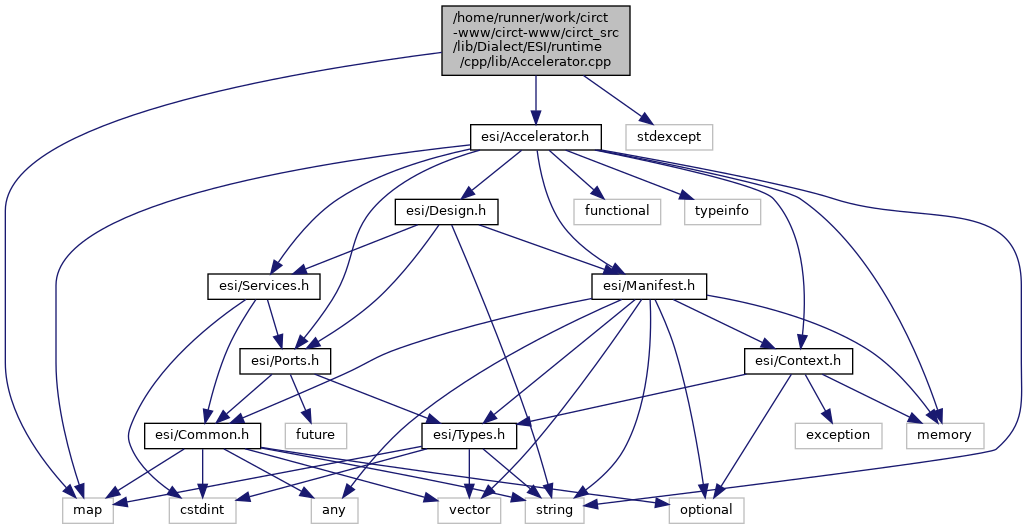 /home/runner/work/circt
-www/circt-www/circt_src
/lib/Dialect/ESI/runtime
/cpp/lib/Accelerator.cpp
esi/Accelerator.h
stdexcept
esi/Design.h
functional
typeinfo
esi/Services.h
esi/Manifest.h
esi/Ports.h
esi/Context.h
esi/Common.h
future
esi/Types.h
exception
memory
map
cstdint
any
vector
string
optional